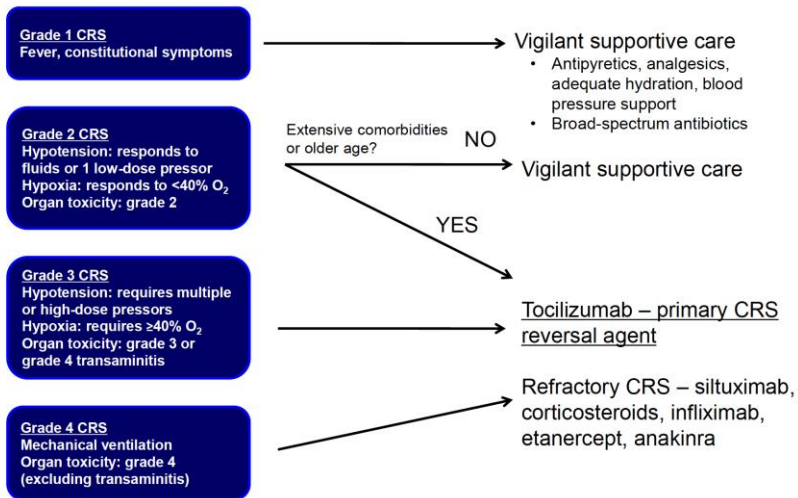 Grade 1 CRS
Fever, constitutional symptoms
Vigilant supportive care
• Antipyretics, analgesics,
adequate hydration, blood
pressure support
• Broad-spectrum antibiotics
Grade 2 CRS
Hypotension: responds to
fluids or 1 low-dose pressor
Hypoxia: responds to <40% O₂
Organ toxicity: grade 2
Extensive comorbidities
or older age?
NO
Vigilant supportive care
YES
Grade 3 CRS
Hypotension: requires multiple
or high-dose pressors
Hypoxia: requires ≥40% O₂
Organ toxicity: grade 3 or
grade 4 transaminitis
Tocilizumab – primary CRS
reversal agent
Refractory CRS – siltuximab,
corticosteroids, infliximab,
etanercept, anakinra
Grade 4 CRS
Mechanical ventilation
Organ toxicity: grade 4
(excluding transaminitis)